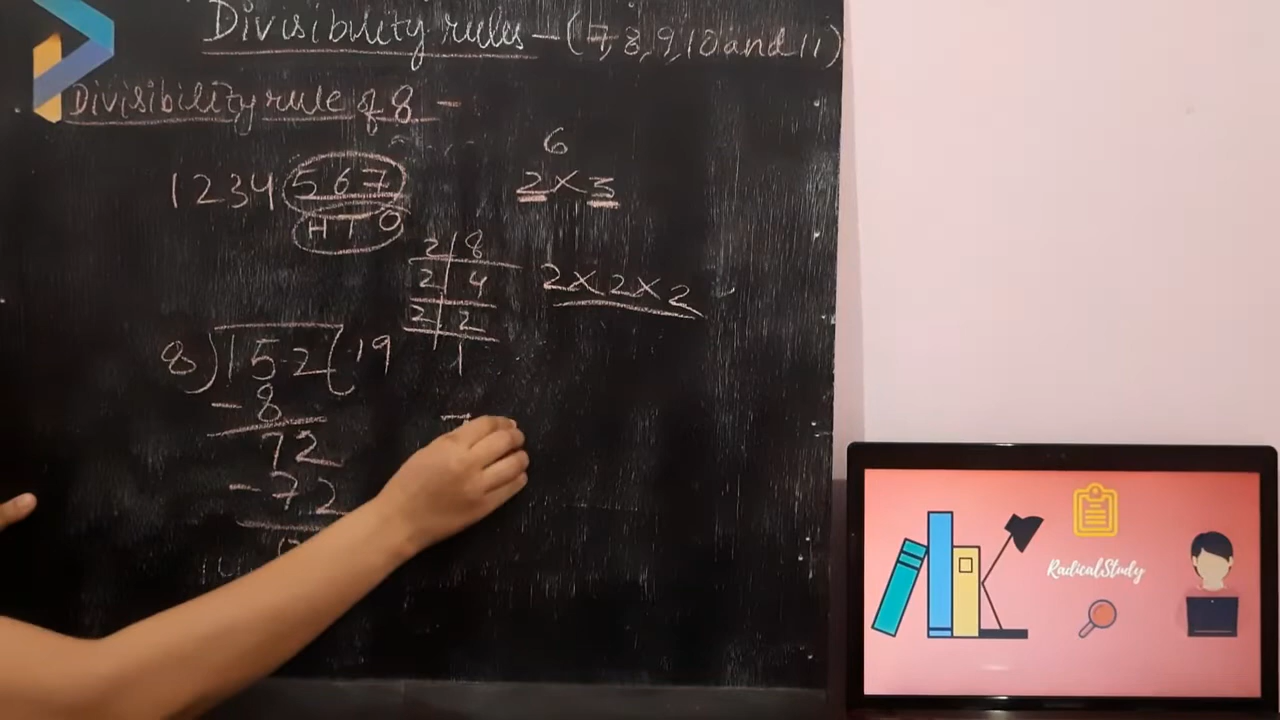 Divisibility rules - (7, 8, 9, 10 and 11)
Divisibility rule of 8 -
1234 567
H T O
6
2 × 3
2 | 8
2 | 4
2 | 2
1
2 × 2 × 2
8 ) 152 ( 19
- 8
72
- 72
RadicalStudy